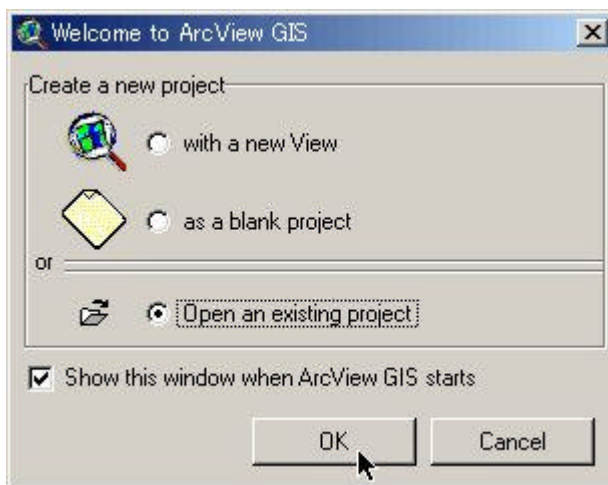 Welcome to ArcView GIS
Create a new project
with a new View
as a blank project
or
Open an existing project
Show this window when ArcView GIS starts
OK
Cancel